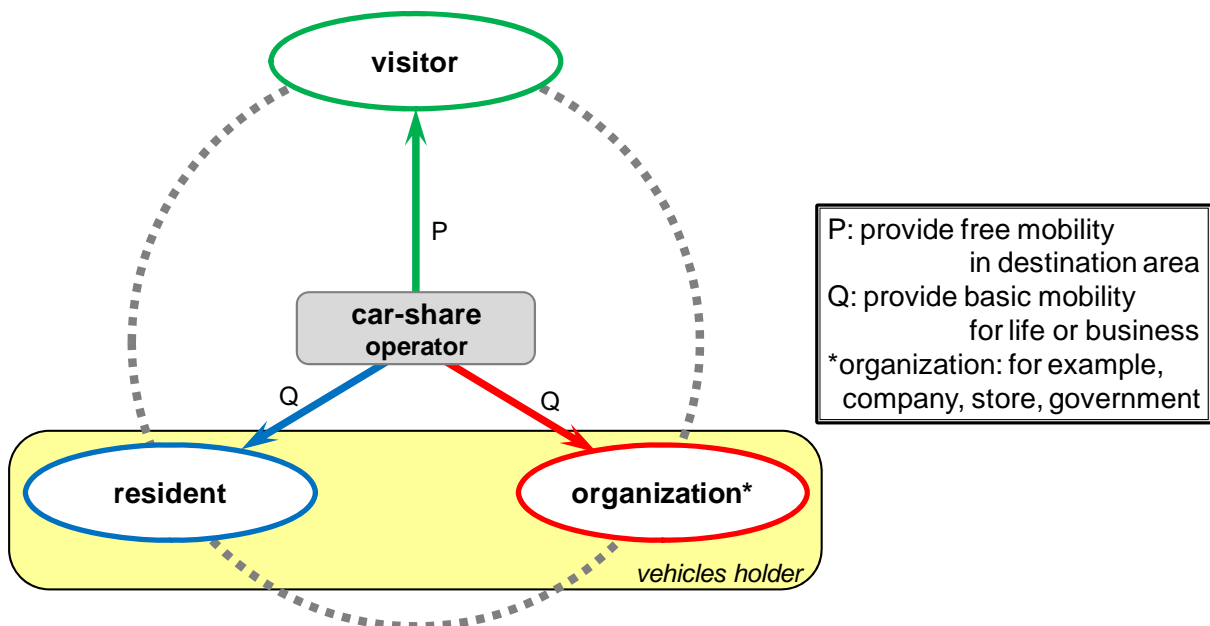 visitor
P
car-share
operator
Q
Q
resident
organization*
vehicles holder
P: provide free mobility
in destination area
Q: provide basic mobility
for life or business
*organization: for example,
company, store, government